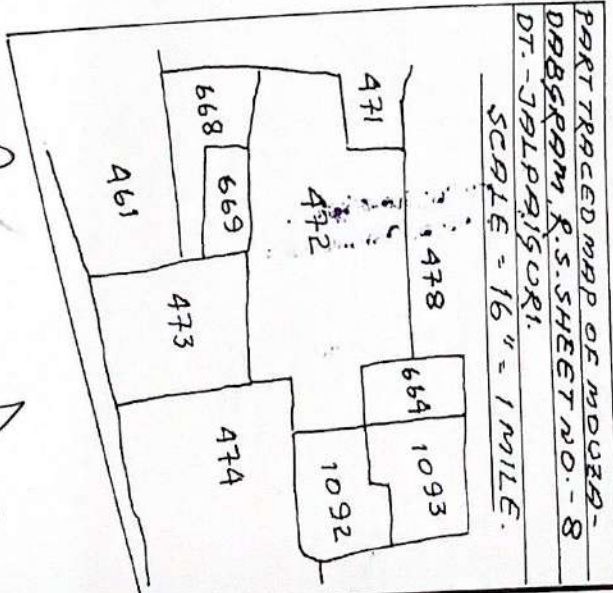 PART TRACED MAP OF MOUZA-
DABGRAM, R.S. SHEET NO.-8
DT.-JALPAIGURI.
SCALE = 16" = 1 MILE.
471
478
664
1093
668
669
472
1092
461
473
474